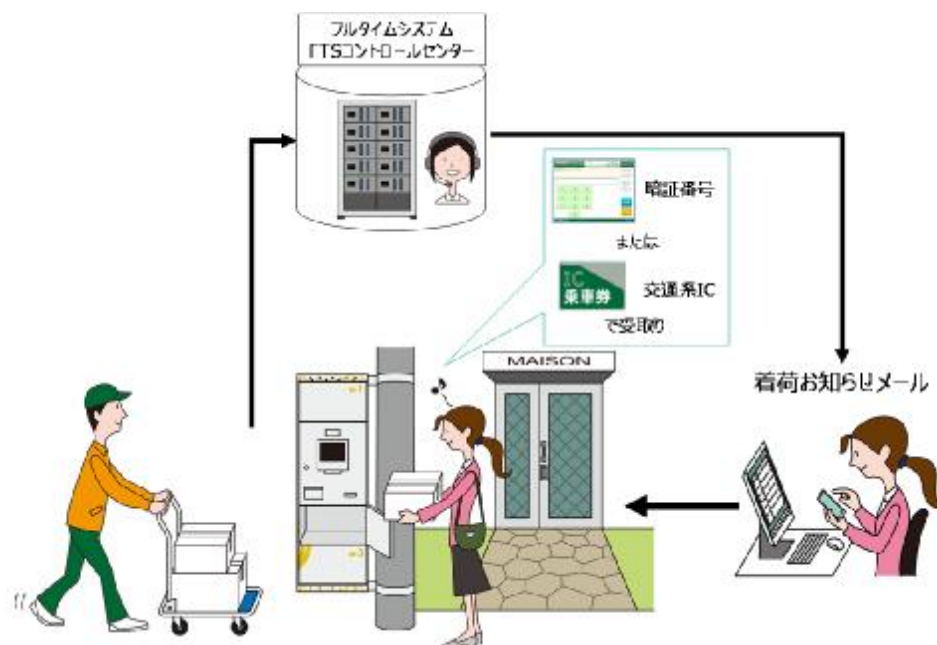 フルタイムシステム
FTSコントロールセンター
暗証番号
または
IC
乗車券
交通系IC
で受取り
MAISON
着荷お知らせメール